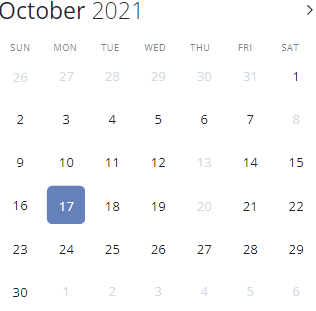 October 2021
SUN MON TUE WED THU FRI SAT
26 27 28 29 30 31 1
2 3 4 5 6 7 8
9 10 11 12 13 14 15
16 17 18 19 20 21 22
23 24 25 26 27 28 29
30 1 2 3 4 5 6